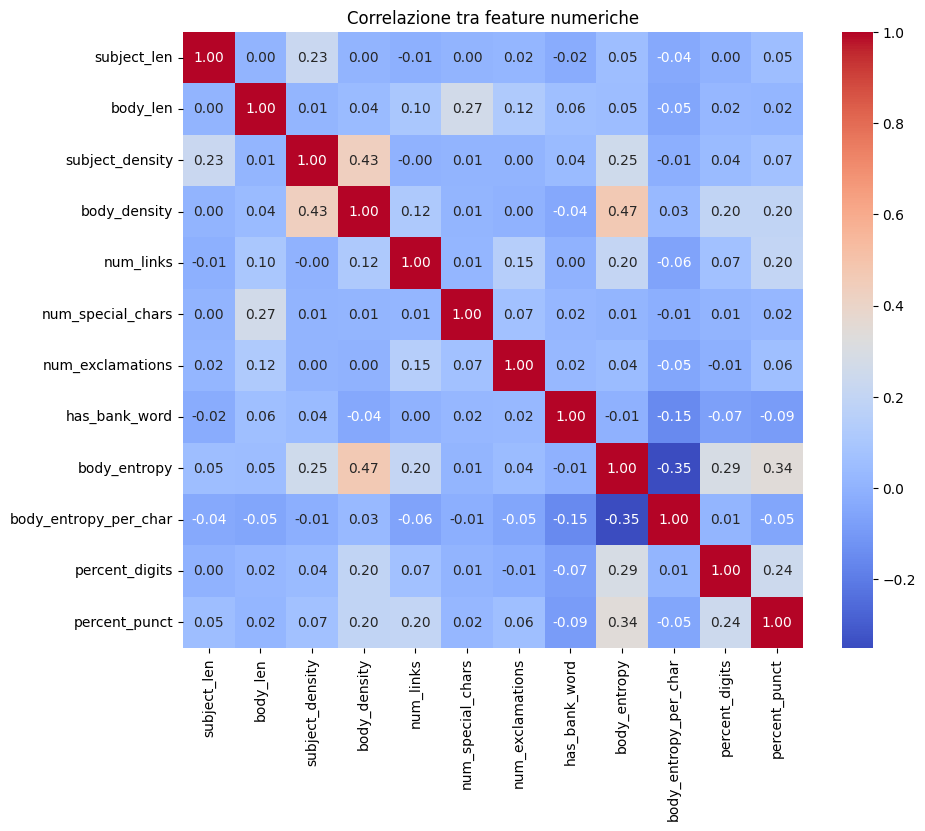 Correlazione tra feature numeriche
subject_len 1.00 0.00 0.23 0.00 -0.01 0.00 0.02 -0.02 0.05 -0.04 0.00 0.05
body_len 0.00 1.00 0.01 0.04 0.10 0.27 0.12 0.06 0.05 -0.05 0.02 0.02
subject_density 0.23 0.01 1.00 0.43 -0.00 0.01 0.00 0.04 0.25 -0.01 0.04 0.07
body_density 0.00 0.04 0.43 1.00 0.12 0.01 0.00 -0.04 0.47 0.03 0.20 0.20
num_links -0.01 0.10 -0.00 0.12 1.00 0.01 0.15 0.00 0.20 -0.06 0.07 0.20
num_special_chars 0.00 0.27 0.01 0.01 0.01 1.00 0.07 0.02 0.01 -0.01 0.01 0.02
num_exclamations 0.02 0.12 0.00 0.00 0.15 0.07 1.00 0.02 0.04 -0.05 -0.01 0.06
has_bank_word -0.02 0.06 0.04 -0.04 0.00 0.02 0.02 1.00 -0.01 -0.15 -0.07 -0.09
body_entropy 0.05 0.05 0.25 0.47 0.20 0.01 0.04 -0.01 1.00 -0.35 0.29 0.34
body_entropy_per_char -0.04 -0.05 -0.01 0.03 -0.06 -0.01 -0.05 -0.15 -0.35 1.00 0.01 -0.05
percent_digits 0.00 0.02 0.04 0.20 0.07 0.01 -0.01 -0.07 0.29 0.01 1.00 0.24
percent_punct 0.05 0.02 0.07 0.20 0.20 0.02 0.06 -0.09 0.34 -0.05 0.24 1.00
subject_len
body_len
subject_density
body_density
num_links
num_special_chars
num_exclamations
has_bank_word
body_entropy
body_entropy_per_char
percent_digits
percent_punct
1.0
0.8
0.6
0.4
0.2
0.0
−0.2